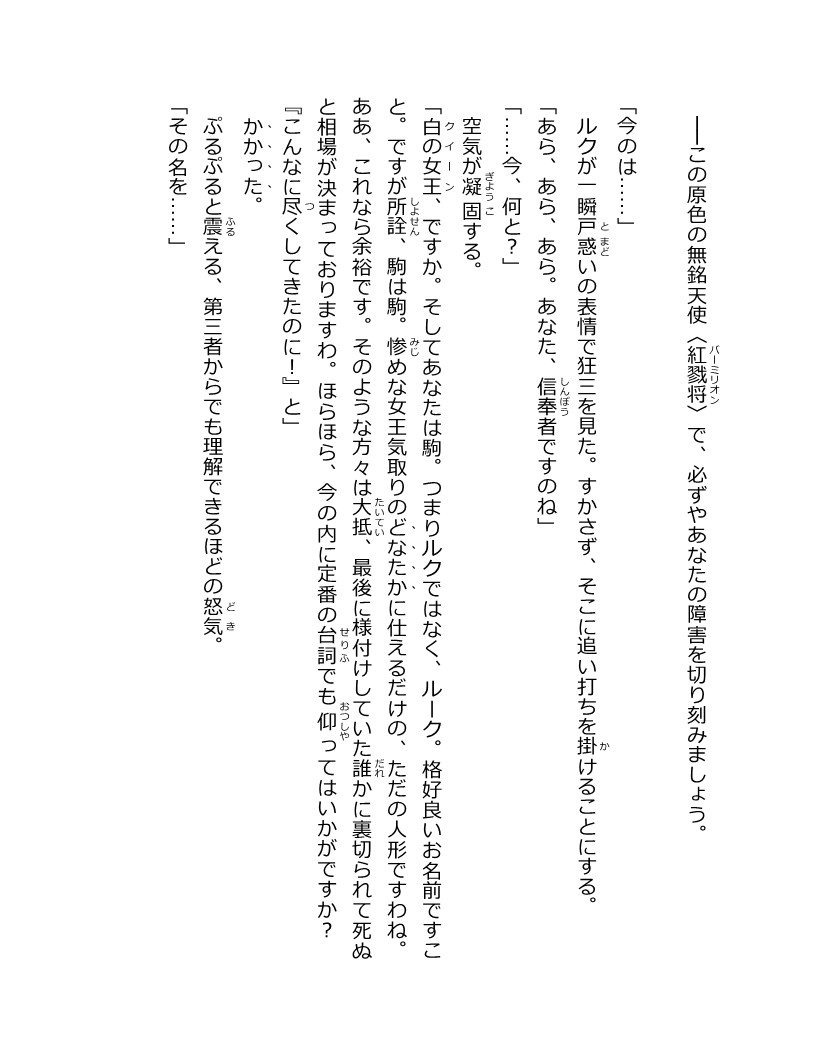 ――この原色の無銘天使〈紅戮将〉で、必ずやあなたの障害を切り刻みましょう。
「今のは……」
ルクが一瞬戸惑いの表情で狂三を見た。すかさず、そこに追い打ちを掛けることにする。
「あら、あら、あら。あなた、信奉者ですのね」
「……今、何と？」
空気が凝固する。
「白の女王、ですか。そしてあなたは駒。つまりルクではなく、ルーク。格好良いお名前ですこ
と。ですが所詮、駒は駒。惨めな女王気取りのどなたかに仕えるだけの、ただの人形ですわね。
ああ、これなら余裕です。そのような方々は大抵、最後に様付けしていた誰かに裏切られて死ぬ
と相場が決まっておりますわ。ほらほら、今の内に定番の台詞でも仰ってはいかがですか？
『こんなに尽くしてきたのに！』と」
かかった。
ぷるぷると震える、第三者からでも理解できるほどの怒気。
「その名を……」